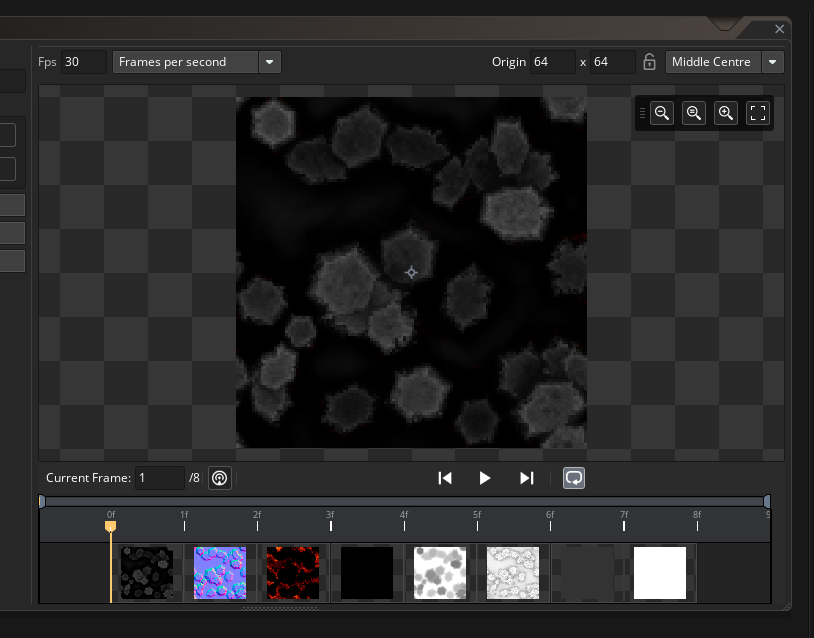 Fps 30 Frames per second Origin 64 x 64 Middle Centre
Current Frame: 1 /8
0f 1f 2f 3f 4f 5f 6f 7f 8f 9